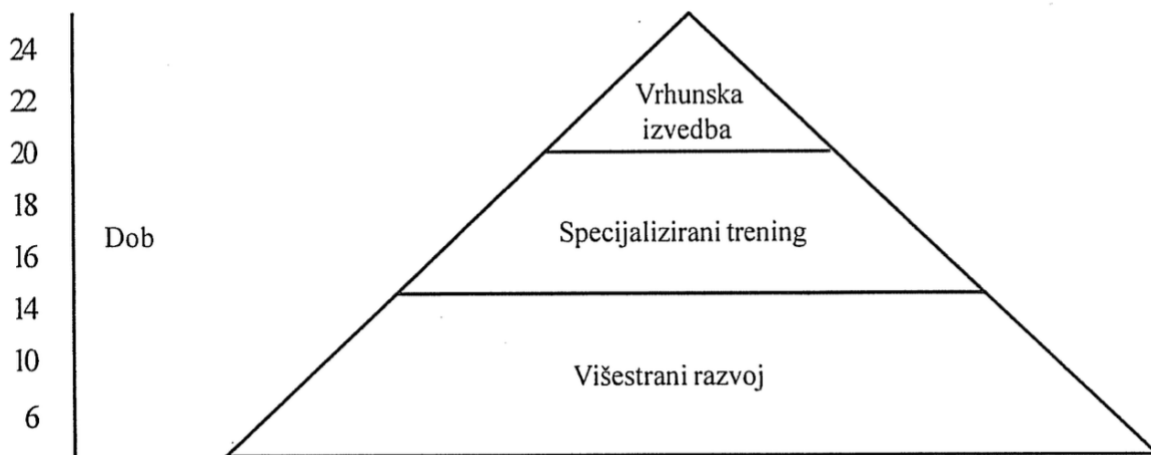 24
22
20
18
16
14
10
6
Dob
Vrhunska
izvedba
Specijalizirani trening
Višestrani razvoj